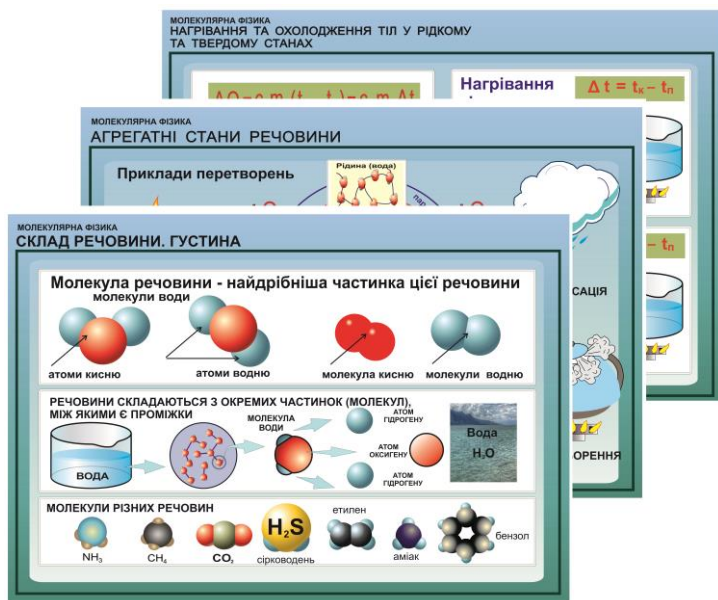 МОЛЕКУЛЯРНА ФІЗИКА
НАГРІВАННЯ ТА ОХОЛОДЖЕННЯ ТІЛ У РІДКОМУ
ТА ТВЕРДОМУ СТАНАХ
Нагрівання
Δ t = tк – tп
– tп
МОЛЕКУЛЯРНА ФІЗИКА
АГРЕГАТНІ СТАНИ РЕЧОВИНИ
Приклади перетворень
Рідина (вода)
МОЛЕКУЛЯРНА ФІЗИКА
СКЛАД РЕЧОВИНИ. ГУСТИНА
Молекула речовини - найдрібніша частинка цієї речовини
молекули води
атоми кисню
атоми водню
молекула кисню
молекули водню
РЕЧОВИНИ СКЛАДАЮТЬСЯ З ОКРЕМИХ ЧАСТИНОК (МОЛЕКУЛ),
МІЖ ЯКИМИ Є ПРОМІЖКИ
ВОДА
МОЛЕКУЛА
ВОДИ
АТОМ
ГІДРОГЕНУ
АТОМ
ОКСИГЕНУ
АТОМ
ГІДРОГЕНУ
Вода
H₂O
МОЛЕКУЛИ РІЗНИХ РЕЧОВИН
NH₃
CH₄
CO₂
H₂S
сірководень
етилен
аміак
бензол